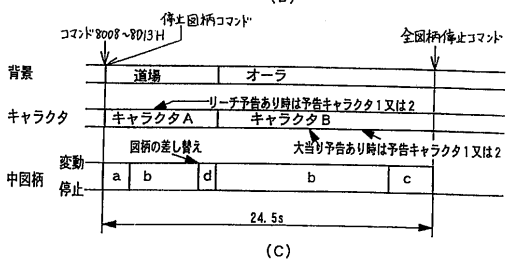 コマンド8008~8D13H
停止図柄コマンド
全図柄停止コマンド
背景
道場
オーラ
リーチ予告あり時は予告キャラクタ1又は2
キャラクタ
キャラクタA
キャラクタB
図柄の差し替え
大当り予告あり時は予告キャラクタ1又は2
中図柄
変動
停止
a
b
d
b
c
24.5s
(C)